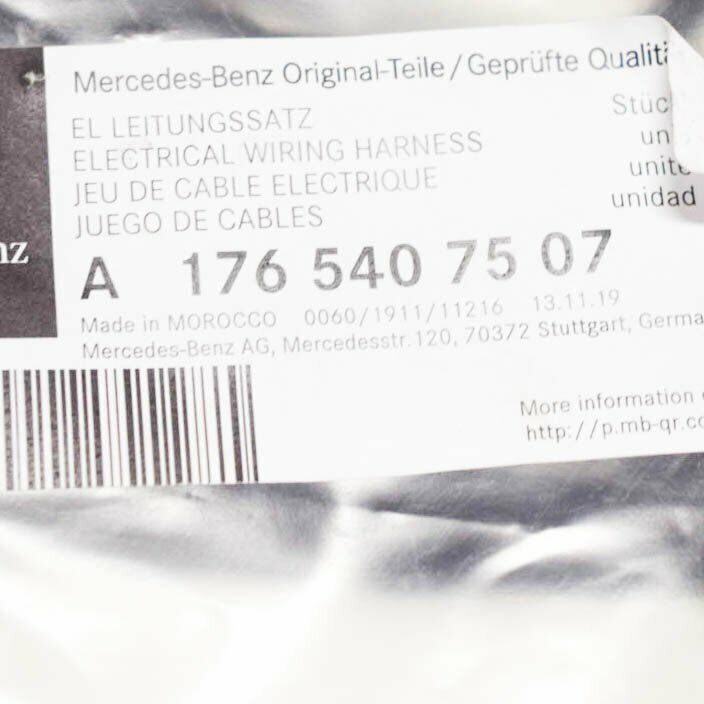 Mercedes-Benz Original-Teile / Geprüfte Qualitä
EL LEITUNGSSATZ
ELECTRICAL WIRING HARNESS
JEU DE CABLE ELECTRIQUE
JUEGO DE CABLES
Stüc
un
unite
unidad
nz
A 176 540 75 07
Made in MOROCCO 0060/1911/11216 13.11.19
Mercedes-Benz AG, Mercedesstr.120, 70372 Stuttgart, Germa
More information
http://p.mb-qr.co